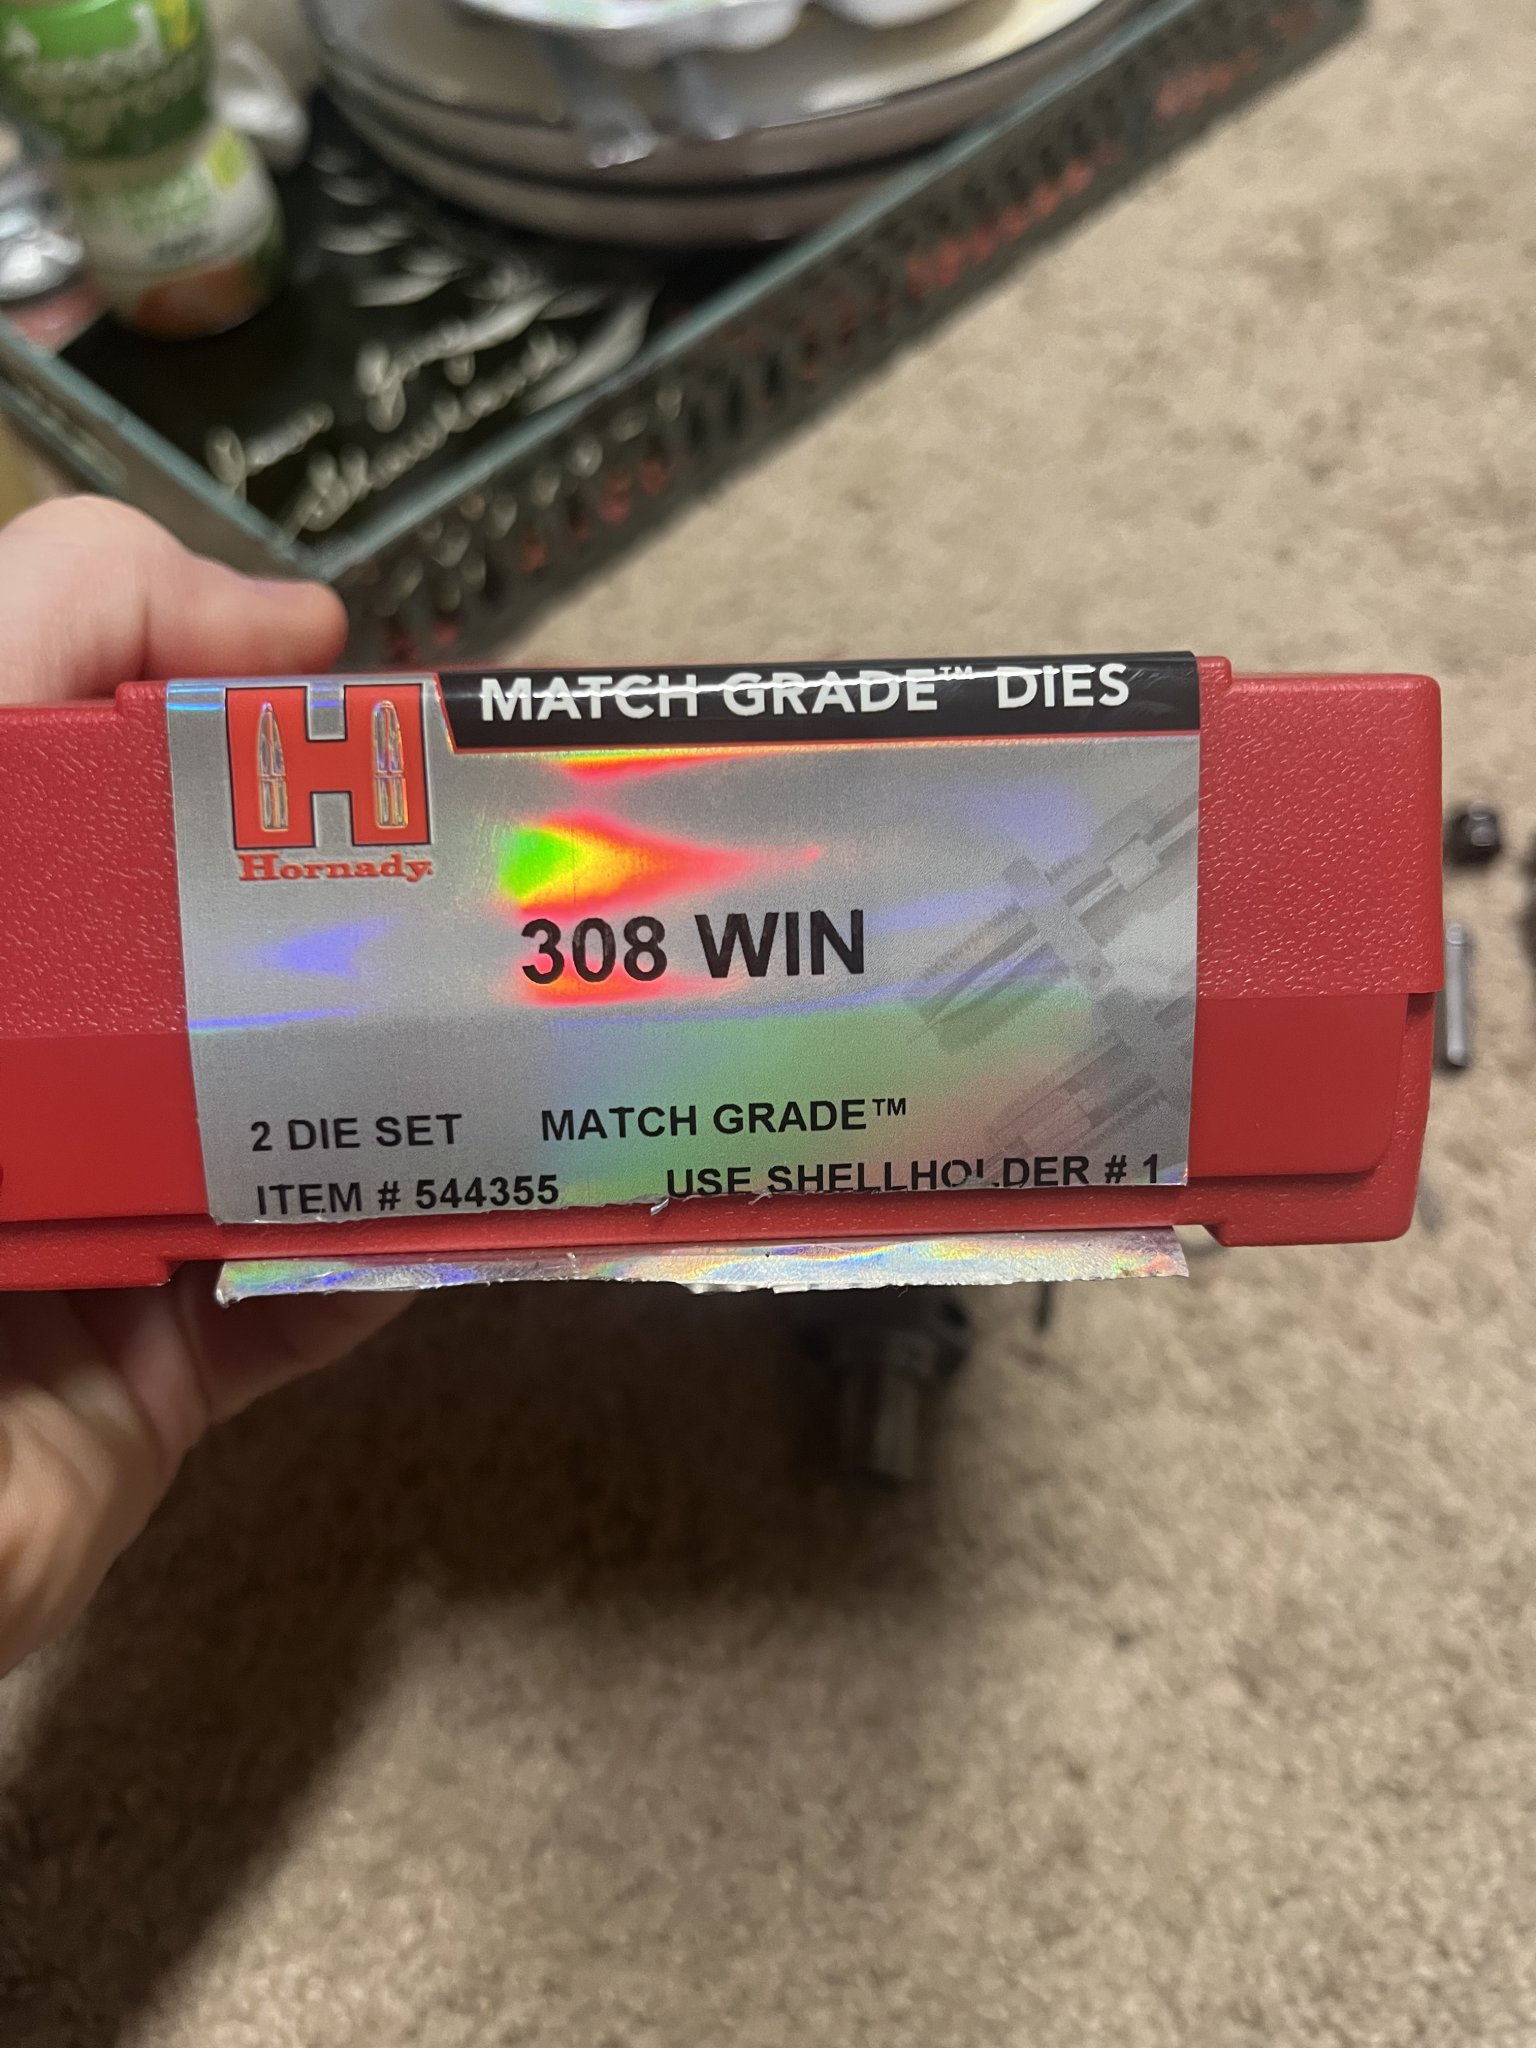 MATCH GRADE™ DIES
Hornady
308 WIN
2 DIE SET MATCH GRADE™
ITEM # 544355 USE SHELLHOLDER # 1